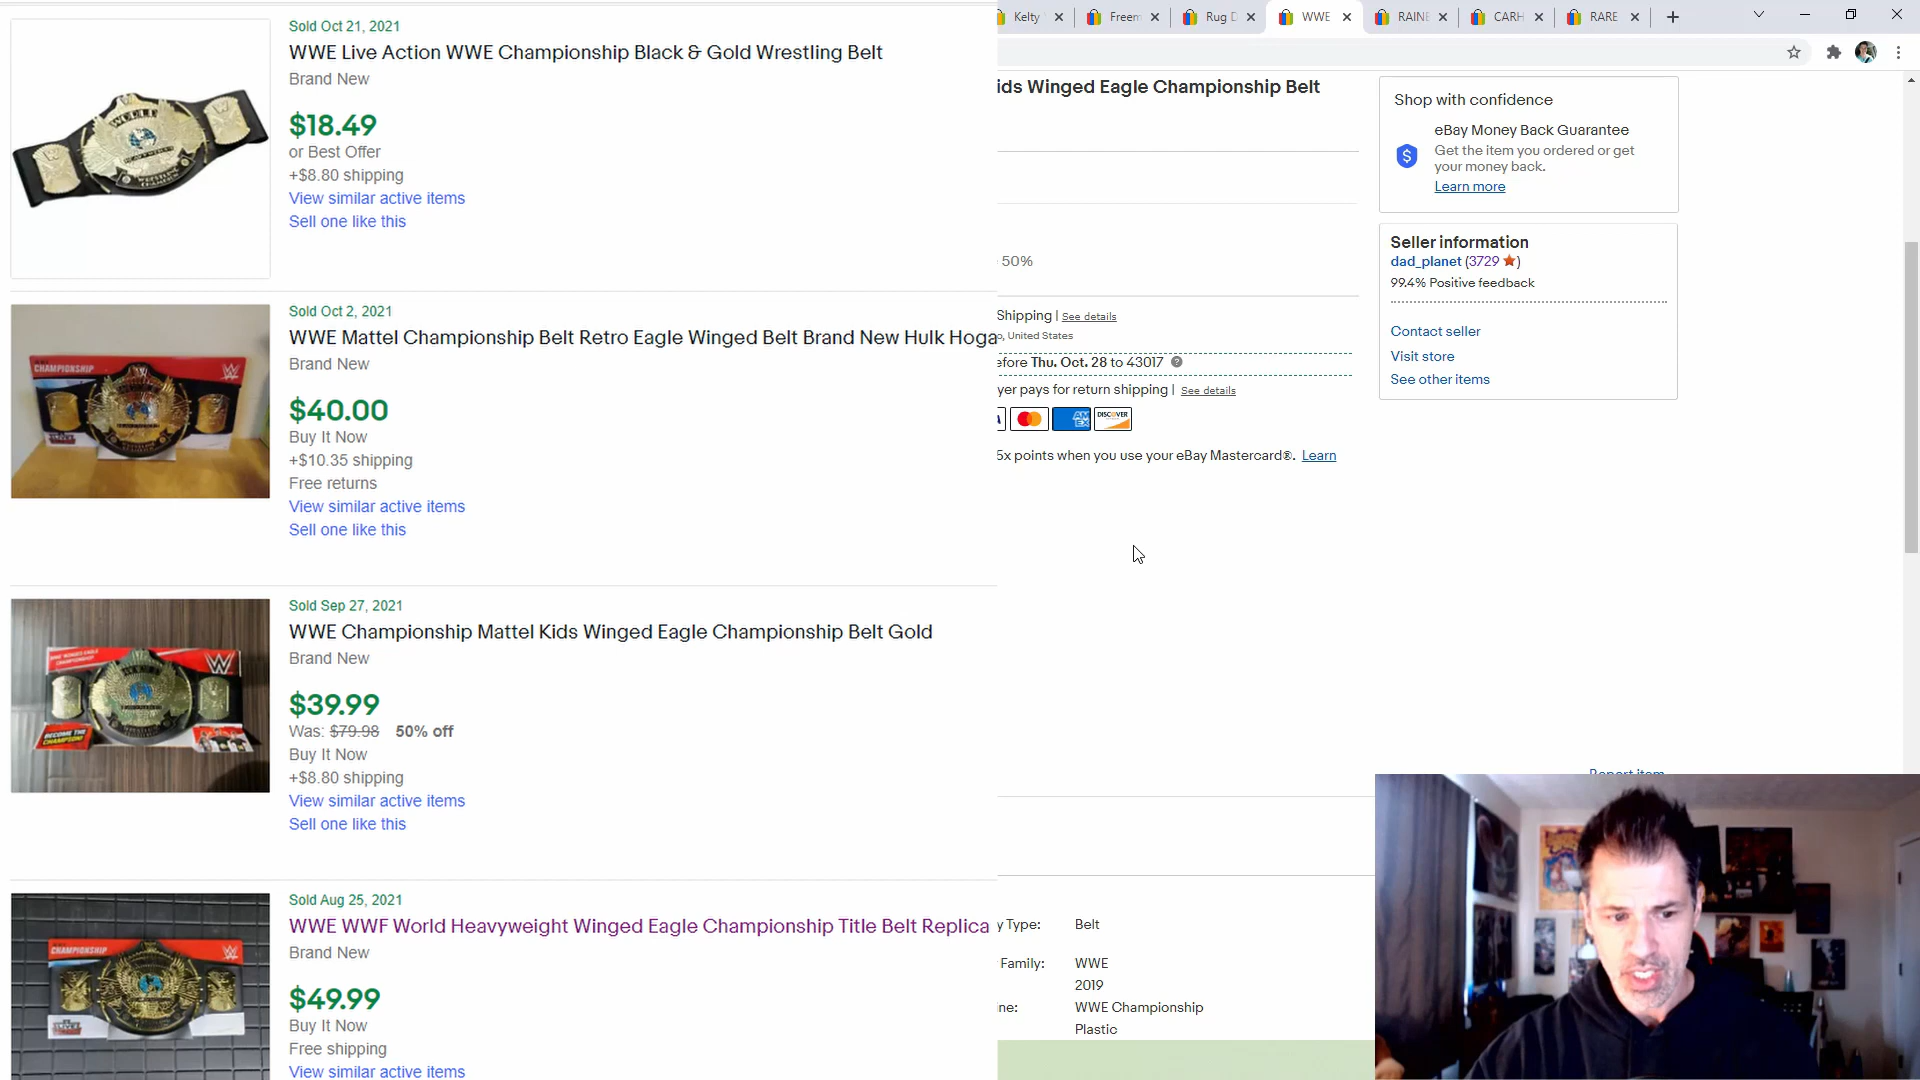 Sold Oct 21, 2021
WWE Live Action WWE Championship Black & Gold Wrestling Belt
Brand New
$18.49
or Best Offer
+$8.80 shipping
View similar active items
Sell one like this
Sold Oct 2, 2021
WWE Mattel Championship Belt Retro Eagle Winged Belt Brand New Hulk Hoga
Brand New
$40.00
Buy It Now
+$10.35 shipping
Free returns
View similar active items
Sell one like this
CHAMPIONSHIP
Sold Sep 27, 2021
WWE Championship Mattel Kids Winged Eagle Championship Belt Gold
Brand New
$39.99
Was: $79.98 50% off
Buy It Now
+$8.80 shipping
View similar active items
Sell one like this
BECOME THE
CHAMPION!
Sold Aug 25, 2021
WWE WWF World Heavyweight Winged Eagle Championship Title Belt Replica
Brand New
$49.99
Buy It Now
Free shipping
View similar active items
CHAMPIONSHIP
Kelty
Freem
Rug D
WWE
RAINE
CARH
RARE
ids Winged Eagle Championship Belt
50%
Shipping | See details
o, United States
efore Thu. Oct. 28 to 43017
yer pays for return shipping | See details
AMEX
DISCOVER
5x points when you use your eBay Mastercard®. Learn
Shop with confidence
eBay Money Back Guarantee
Get the item you ordered or get
your money back.
Learn more
Seller information
dad_planet (3729)
99.4% Positive feedback
Contact seller
Visit store
See other items
Report item
y Type: Belt
Family: WWE
2019
ne: WWE Championship
Plastic